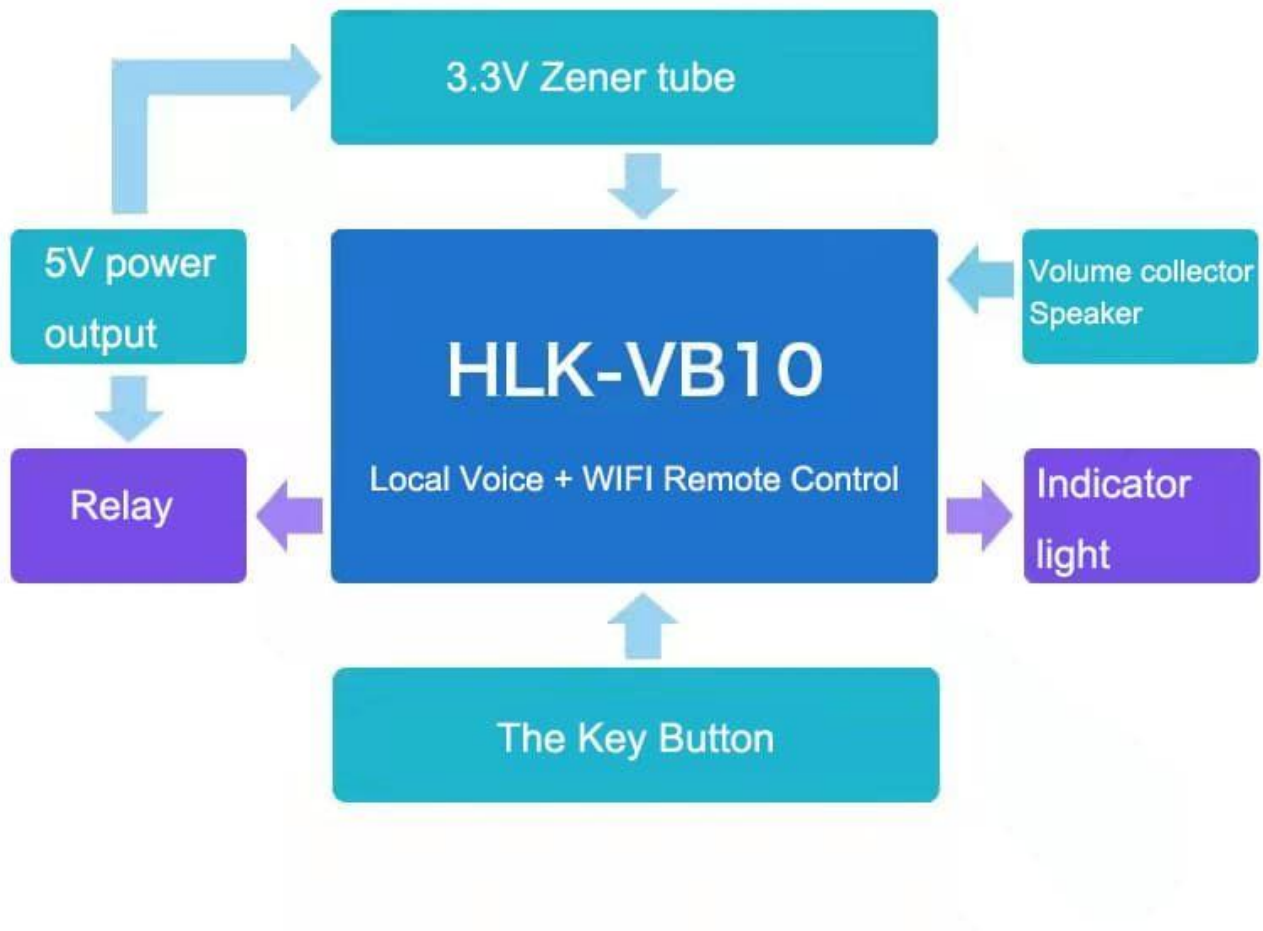 3.3V Zener tube
5V power
output
Volume collector
Speaker
HLK-VB10
Local Voice + WIFI Remote Control
Relay
Indicator
light
The Key Button